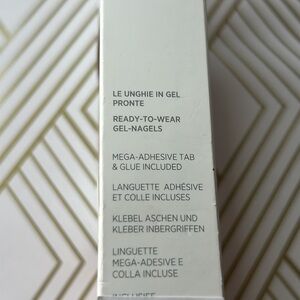 LE UNGHIE IN GEL
PRONTE
READY-TO-WEAR
GEL-NAGELS
MEGA-ADHESIVE TAB
& GLUE INCLUDED
LANGUETTE ADHÉSIVE
ET COLLE INCLUSES
KLEBEL ASCHEN UND
KLEBER INBERGRIFFEN
LINGUETTE
MEGA-ADESIVE E
COLLA INCLUSE